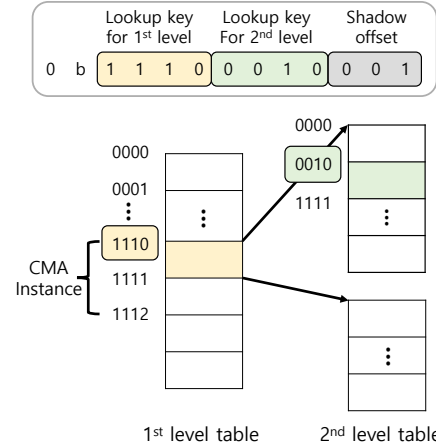 Lookup key for 1st level
Lookup key For 2nd level
Shadow offset
0 b 1 1 1 0 0 0 1 0 0 0 1
0000
0001
⋮
1110
1111
1112
CMA Instance
⋮
0000
0010
1111
⋮
⋮
1st level table
2nd level table